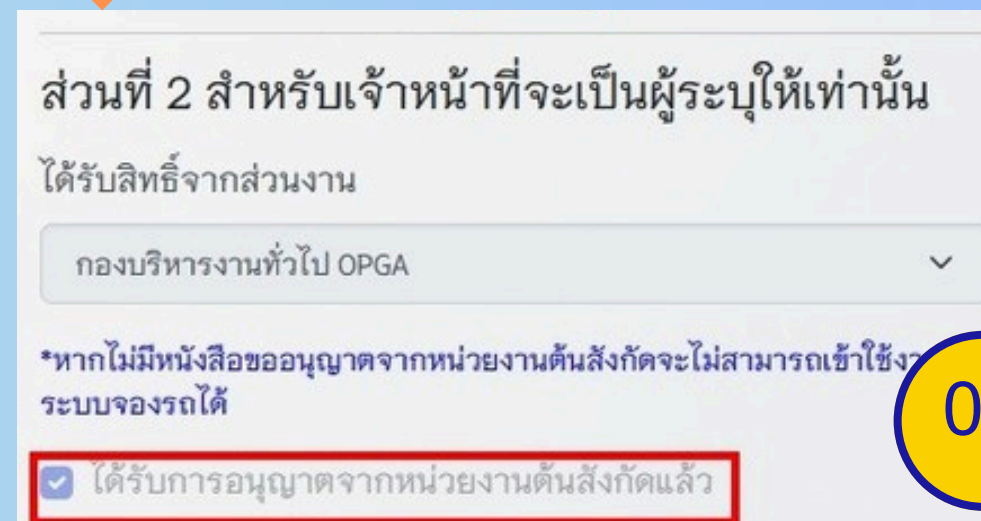 ส่วนที่ 2 สำหรับเจ้าหน้าที่จะเป็นผู้ระบุให้เท่านั้น
ได้รับสิทธิ์จากส่วนงาน
กองบริหารงานทั่วไป OPGA
*หากไม่มีหนังสือขออนุญาตจากหน่วยงานต้นสังกัดจะไม่สามารถเข้าใช้
ระบบจองรถได้
0
ได้รับการอนุญาตจากหน่วยงานต้นสังกัดแล้ว